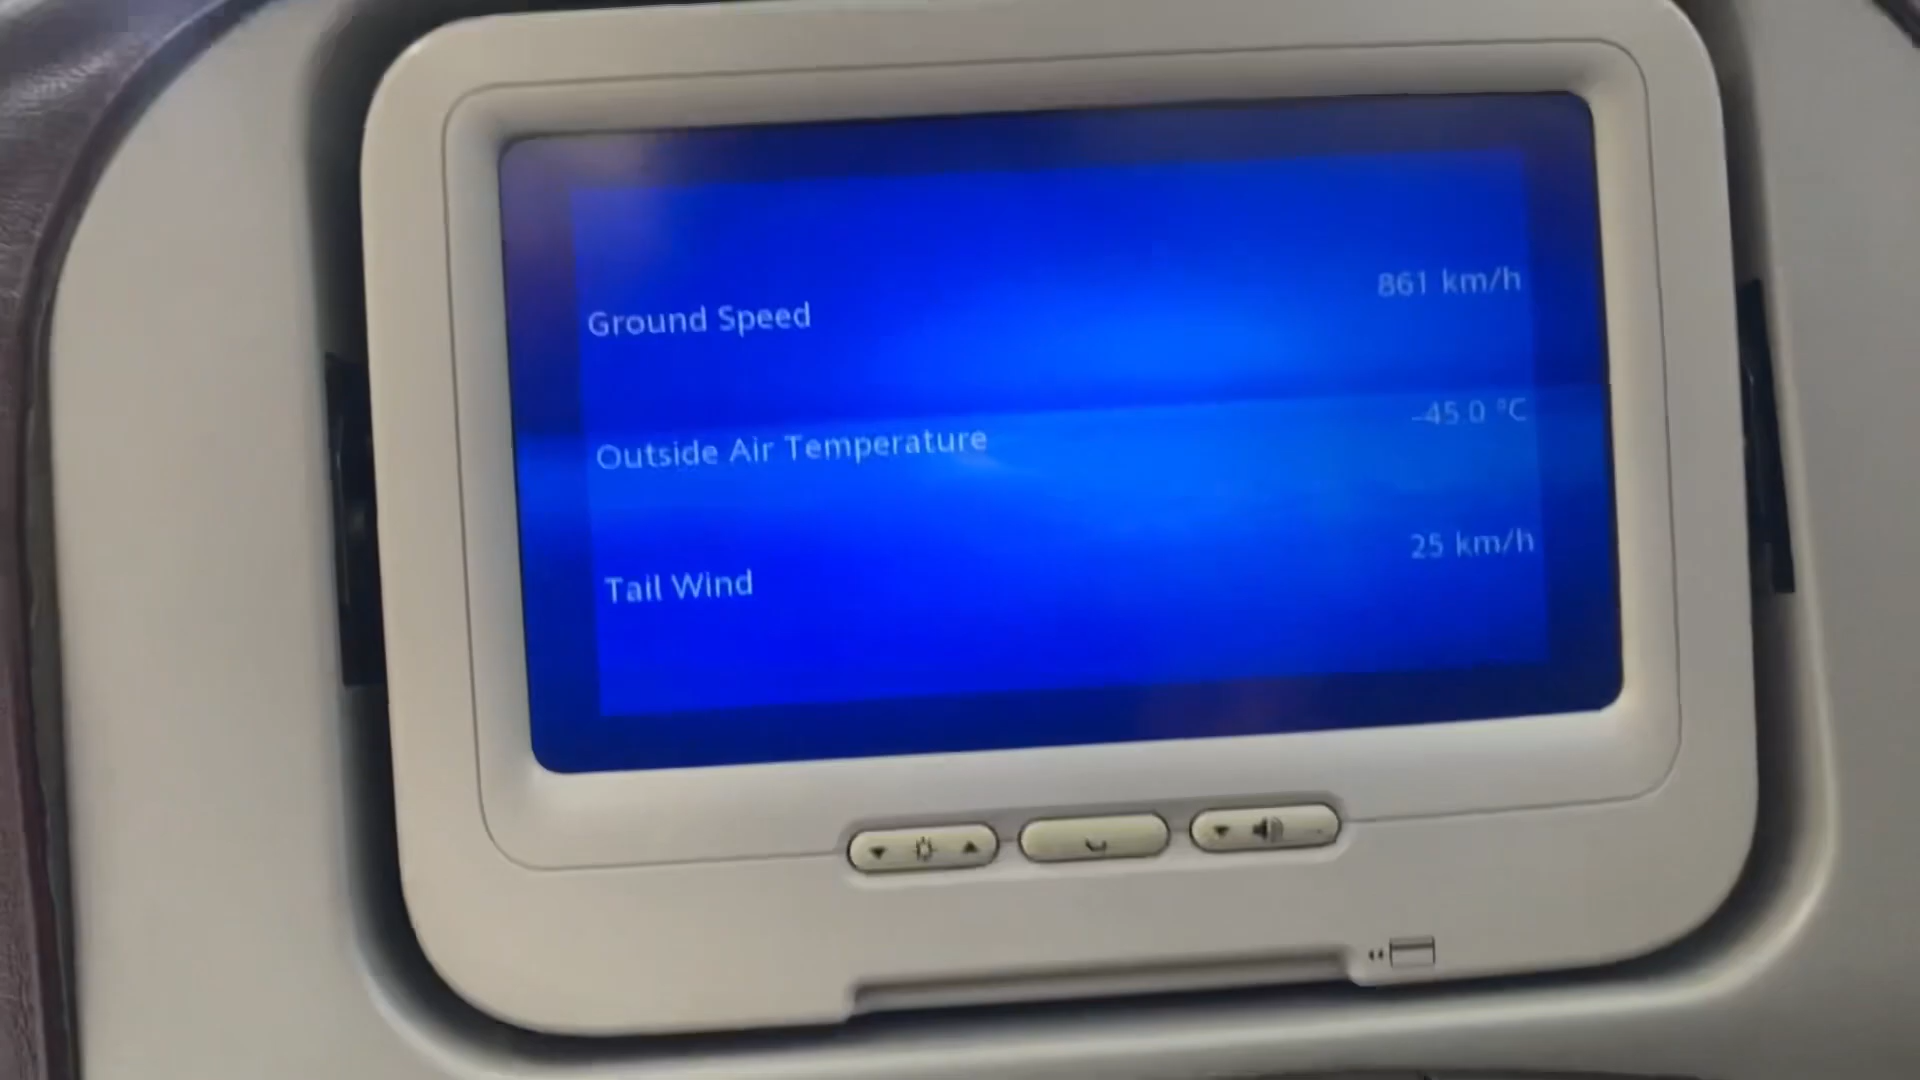 Ground Speed 861 km/h
Outside Air Temperature -45.0 °C
Tail Wind 25 km/h